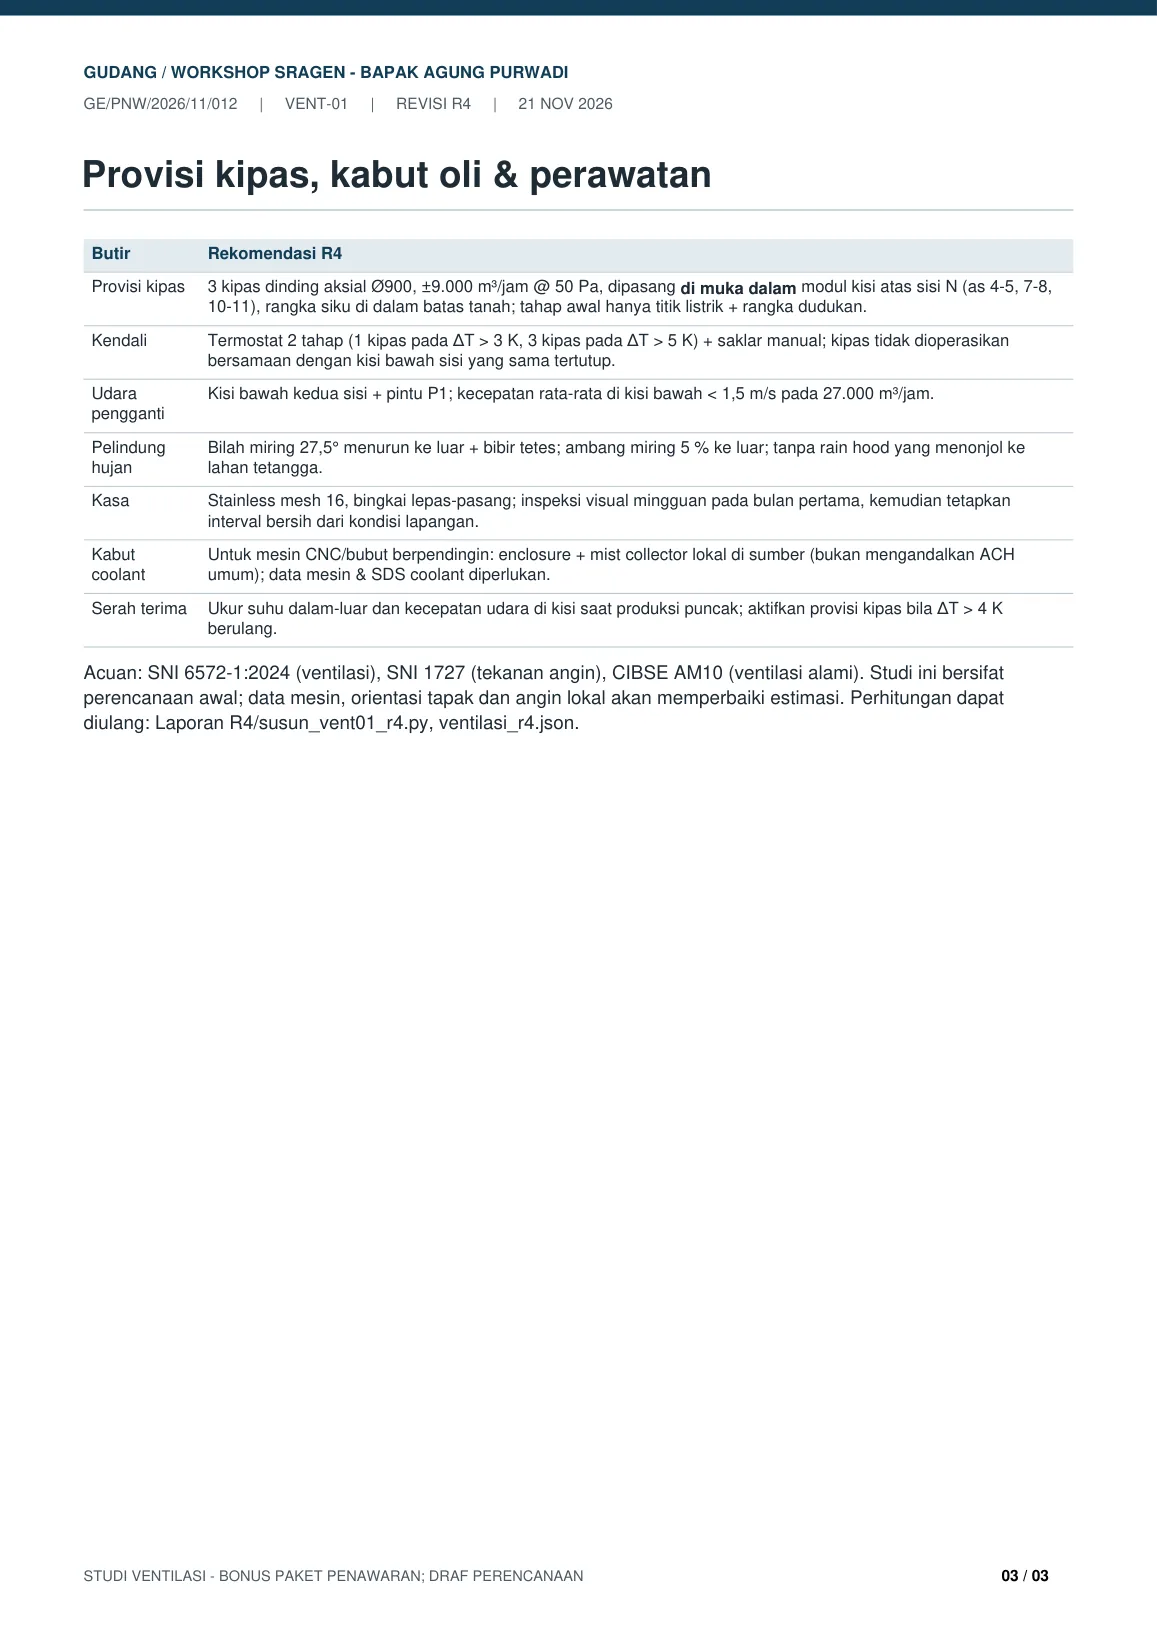 GUDANG / WORKSHOP SRAGEN - BAPAK AGUNG PURWADI
GE/PNW/2026/11/012 | VENT-01 | REVISI R4 | 21 NOV 2026
Provisi kipas, kabut oli & perawatan
Butir Rekomendasi R4
Provisi kipas 3 kipas dinding aksial Ø900, ±9.000 m³/jam @ 50 Pa, dipasang di muka dalam modul kisi atas sisi N (as 4-5, 7-8,
10-11), rangka siku di dalam batas tanah; tahap awal hanya titik listrik + rangka dudukan.
Kendali Termostat 2 tahap (1 kipas pada ΔT > 3 K, 3 kipas pada ΔT > 5 K) + saklar manual; kipas tidak dioperasikan
bersamaan dengan kisi bawah sisi yang sama tertutup.
Udara Kisi bawah kedua sisi + pintu P1; kecepatan rata-rata di kisi bawah < 1,5 m/s pada 27.000 m³/jam.
pengganti
Pelindung Bilah miring 27,5° menurun ke luar + bibir tetes; ambang miring 5 % ke luar; tanpa rain hood yang menonjol ke
hujan lahan tetangga.
Kasa Stainless mesh 16, bingkai lepas-pasang; inspeksi visual mingguan pada bulan pertama, kemudian tetapkan
interval bersih dari kondisi lapangan.
Kabut Untuk mesin CNC/bubut berpendingin: enclosure + mist collector lokal di sumber (bukan mengandalkan ACH
coolant umum); data mesin & SDS coolant diperlukan.
Serah terima Ukur suhu dalam-luar dan kecepatan udara di kisi saat produksi puncak; aktifkan provisi kipas bila ΔT > 4 K
berulang.
Acuan: SNI 6572-1:2024 (ventilasi), SNI 1727 (tekanan angin), CIBSE AM10 (ventilasi alami). Studi ini bersifat
perencanaan awal; data mesin, orientasi tapak dan angin lokal akan memperbaiki estimasi. Perhitungan dapat
diulang: Laporan R4/susun_vent01_r4.py, ventilasi_r4.json.
STUDI VENTILASI - BONUS PAKET PENAWARAN; DRAF PERENCANAAN 03 / 03